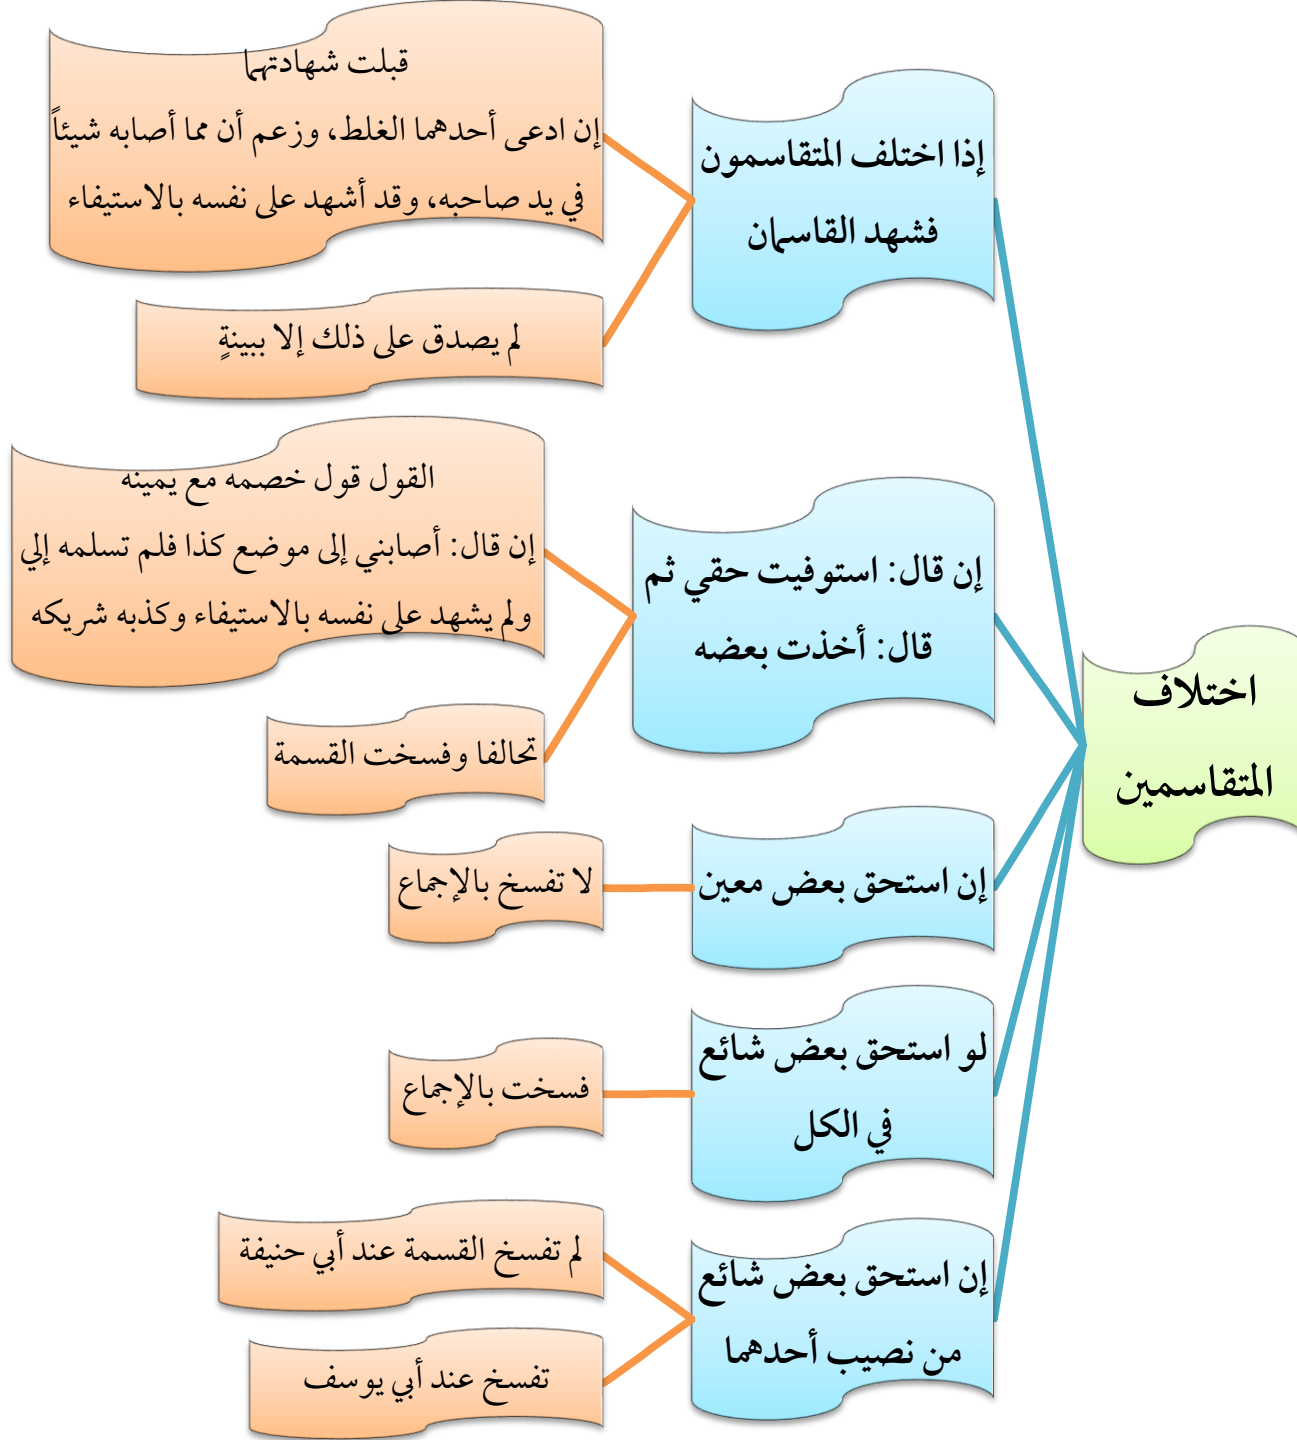 اختلاف
المتقاسمين
إذا اختلف المتقاسمون
فشهد القاسمان
قبلت شهادتهما
إن ادعى أحدهما الغلط، وزعم أن مما أصابه شيئاً
في يد صاحبه، وقد أشهد على نفسه بالاستيفاء
لم يصدق على ذلك إلا ببينةٍ
إن قال: استوفيت حقي ثم
قال: أخذت بعضه
القول قول خصمه مع يمينه
إن قال: أصابني إلى موضع كذا فلم تسلمه إلي
ولم يشهد على نفسه بالاستيفاء وكذبه شريكه
تحالفا وفسخت القسمة
إن استحق بعض معين
لا تفسخ بالإجماع
لو استحق بعض شائع
في الكل
فسخت بالإجماع
إن استحق بعض شائع
من نصيب أحدهما
لم تفسخ القسمة عند أبي حنيفة
تفسخ عند أبي يوسف